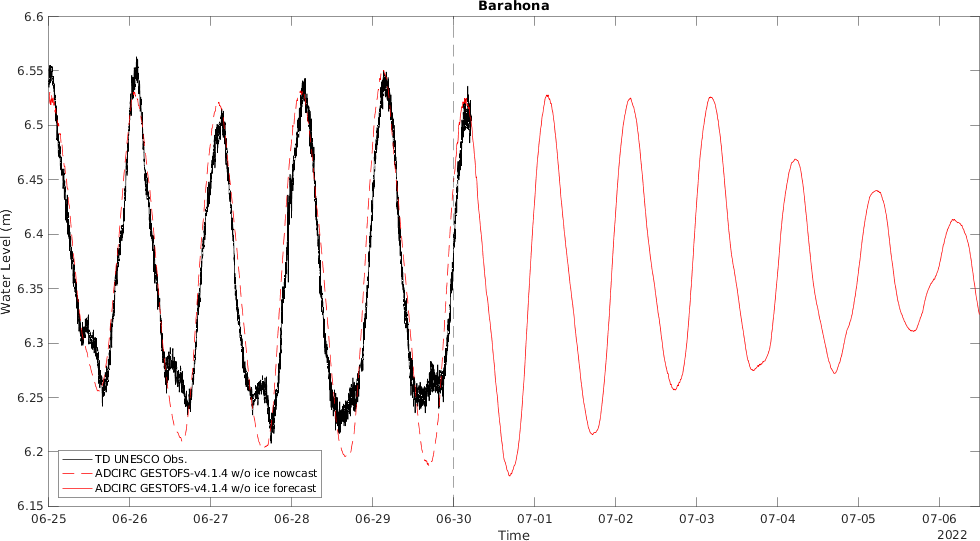 Barahona
6.6
6.55
6.5
6.45
6.4
6.35
6.3
6.25
6.2
6.15
Water Level (m)
TD UNESCO Obs.
ADCIRC GESTOFS-v4.1.4 w/o ice nowcast
ADCIRC GESTOFS-v4.1.4 w/o ice forecast
06-25 06-26 06-27 06-28 06-29 06-30 07-01 07-02 07-03 07-04 07-05 07-06
Time
2022